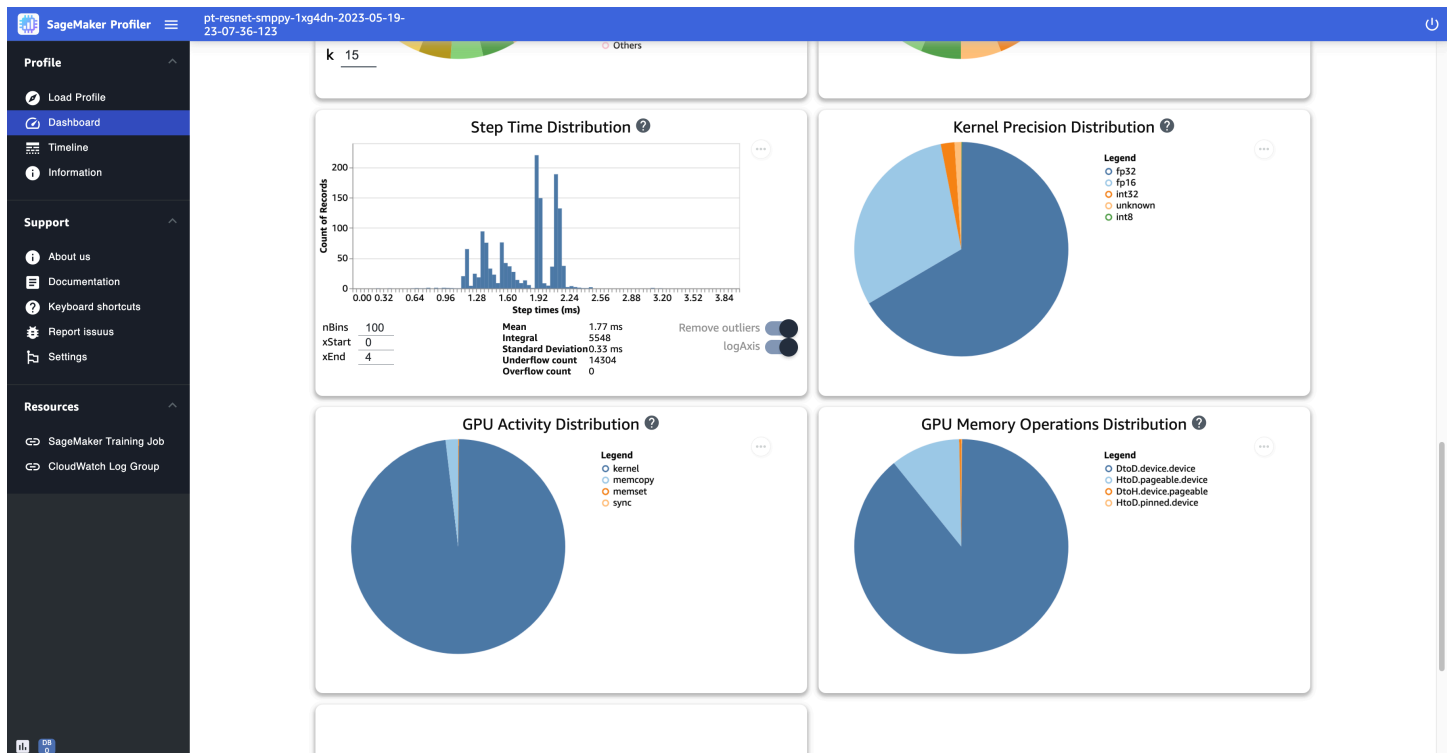 SageMaker Profiler
pt-resnet-smppy-1xg4dn-2023-05-19-
23-07-36-123
Profile
Load Profile
Dashboard
Timeline
Information
Support
About us
Documentation
Keyboard shortcuts
Report issuus
Settings
Resources
SageMaker Training Job
CloudWatch Log Group
DB
0
Others
k 15
Step Time Distribution ?
...
Count of Records
200
150
100
50
0
0.00 0.32 0.64 0.96 1.28 1.60 1.92 2.24 2.56 2.88 3.20 3.52 3.84
Step times (ms)
nBins 100
xStart 0
xEnd 4
Mean 1.77 ms
Integral 5548
Standard Deviation 0.33 ms
Underflow count 14304
Overflow count 0
Remove outliers
logAxis
Kernel Precision Distribution ?
...
Legend
fp32
fp16
int32
unknown
int8
GPU Activity Distribution ?
...
Legend
kernel
memcopy
memset
sync
GPU Memory Operations Distribution ?
...
Legend
DtoD.device.device
HtoD.pageable.device
DtoH.device.pageable
HtoD.pinned.device